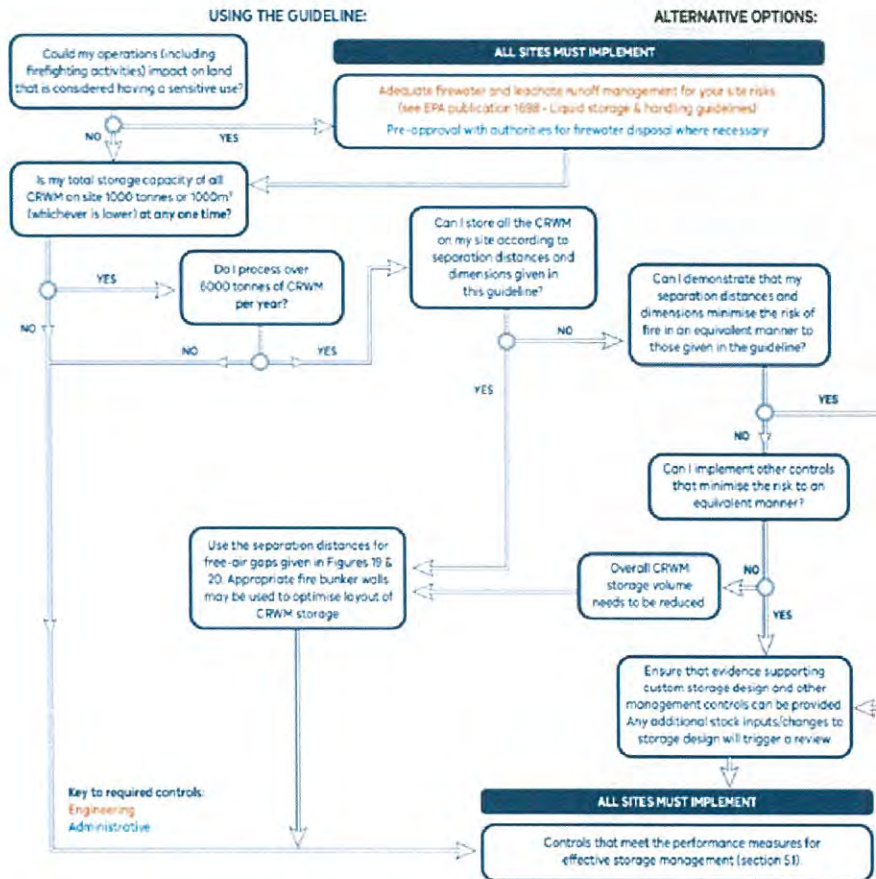 USING THE GUIDELINE:
ALTERNATIVE OPTIONS:
Could my operations (including
firefighting activities) impact on land
that is considered having a sensitive use?
NO
YES
ALL SITES MUST IMPLEMENT
Adequate firewater and leachate runoff management for your site risks
(see EPA publication 1698 - Liquid storage & handling guidelines)
Pre-approval with authorities for firewater disposal where necessary
Is my total storage capacity of all
CRWM on site 1000 tonnes or 1000m³
(whichever is lower) at any one time?
YES
NO
Do I process over
6000 tonnes of CRWM
per year?
NO
YES
Can I store all the CRWM
on my site according to
separation distances and
dimensions given in
this guideline?
NO
YES
Can I demonstrate that my
separation distances and
dimensions minimise the risk of
fire in an equivalent manner to
those given in the guideline?
YES
NO
Can I implement other controls
that minimise the risk to an
equivalent manner?
NO
YES
Overall CRWM
storage volume
needs to be reduced
Use the separation distances for
free-air gaps given in Figures 19 &
20. Appropriate fire bunker walls
may be used to optimise layout of
CRWM storage
Ensure that evidence supporting
custom storage design and other
management controls can be provided
Any additional stock inputs/changes to
storage design will trigger a review
Key to required controls:
Engineering
Administrative
ALL SITES MUST IMPLEMENT
Controls that meet the performance measures for
effective storage management (section 5.1)